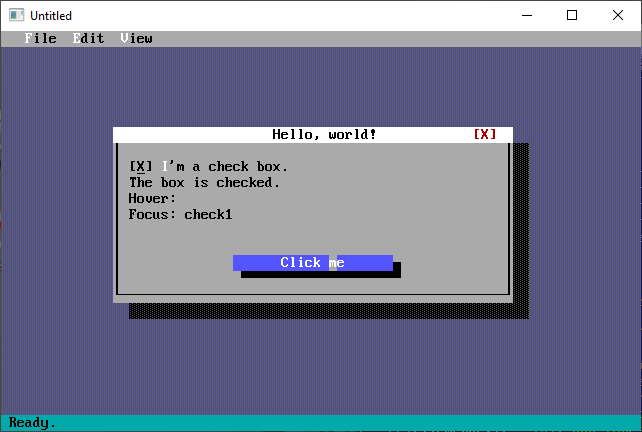 Untitled
File Edit View
Hello, world! [X]
[X] I'm a check box.
The box is checked.
Hover:
Focus: check1
Click me
Ready.